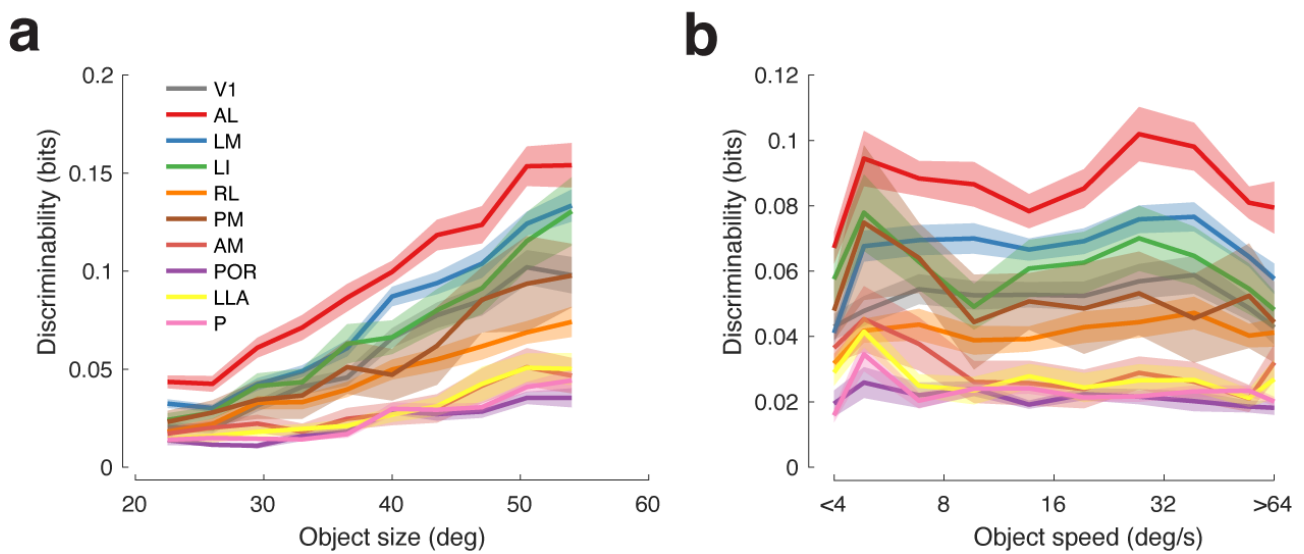 a
0.2
0.15
0.1
0.05
0
Discriminability (bits)
V1
AL
LM
LI
RL
PM
AM
POR
LLA
P
20
30
40
50
60
Object size (deg)
b
0.12
0.1
0.08
0.06
0.04
0.02
0
Discriminability (bits)
<4
8
16
32
>64
Object speed (deg/s)